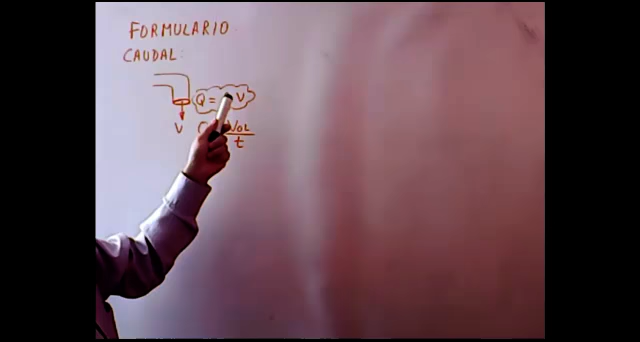 FORMULARIO
CAUDAL:
Q = V
V VOL
t